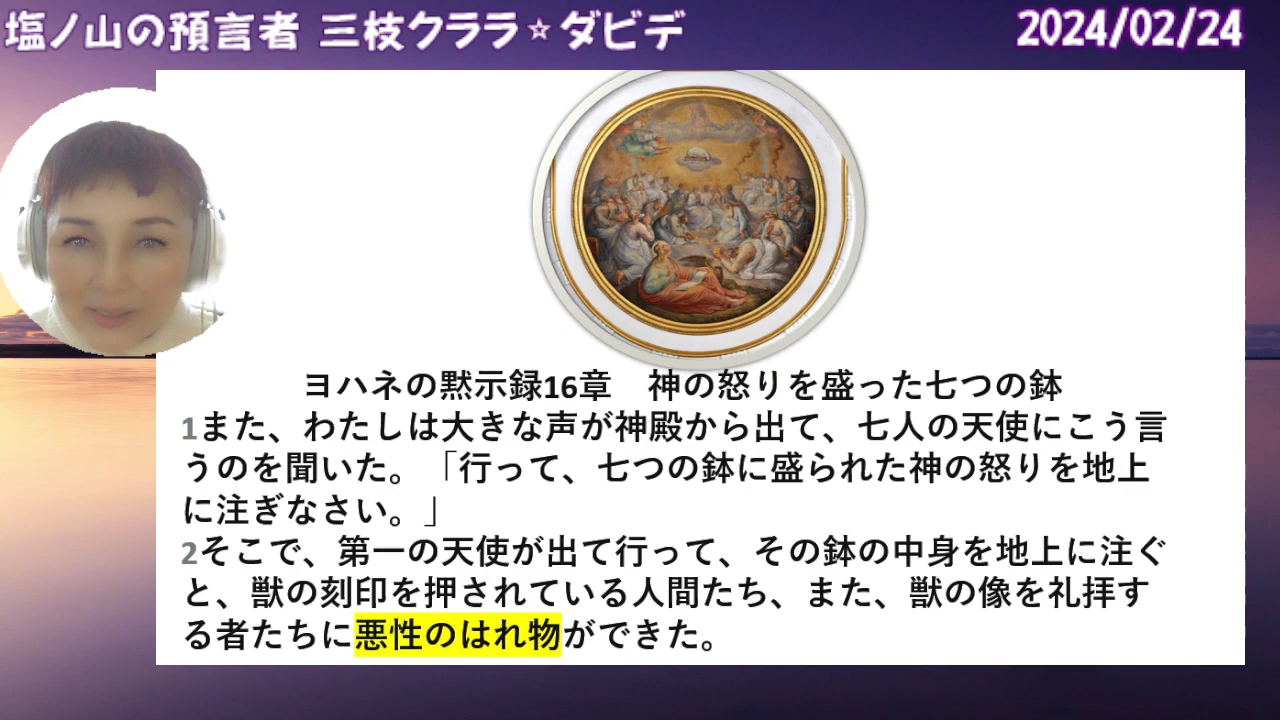 塩ノ山の預言者 三枝クララ☆ダビデ
2024/02/24
ヨハネの黙示録16章　神の怒りを盛った七つの鉢
1また、わたしは大きな声が神殿から出て、七人の天使にこう言
うのを聞いた。「行って、七つの鉢に盛られた神の怒りを地上
に注ぎなさい。」
2そこで、第一の天使が出て行って、その鉢の中身を地上に注ぐ
と、獣の刻印を押されている人間たち、また、獣の像を礼拝す
る者たちに悪性のはれ物ができた。